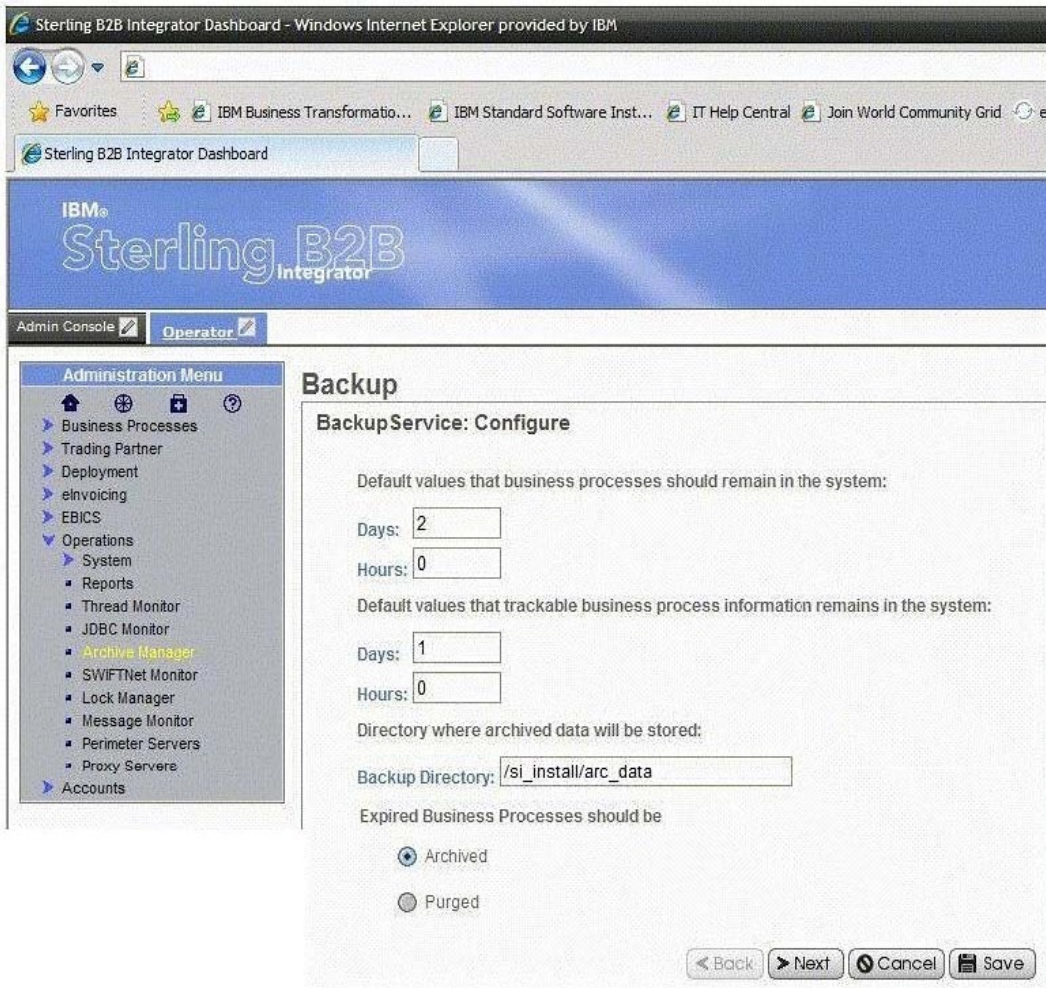 Sterling B2B Integrator Dashboard - Windows Internet Explorer provided by IBM
Favorites IBM Business Transformatio... IBM Standard Software Inst... IT Help Central Join World Community Grid e
Sterling B2B Integrator Dashboard
IBM®
Sterling B2B
Integrator
Admin Console Operator
Administration Menu
Business Processes
Trading Partner
Deployment
eInvoicing
EBICS
Operations
System
Reports
Thread Monitor
JDBC Monitor
Archive Manager
SWIFTNet Monitor
Lock Manager
Message Monitor
Perimeter Servers
Proxy Servers
Accounts
Backup
BackupService: Configure
Default values that business processes should remain in the system:
Days: 2
Hours: 0
Default values that trackable business process information remains in the system:
Days: 1
Hours: 0
Directory where archived data will be stored:
Backup Directory: /si_install/arc_data
Expired Business Processes should be
Archived
Purged
Back Next Cancel Save